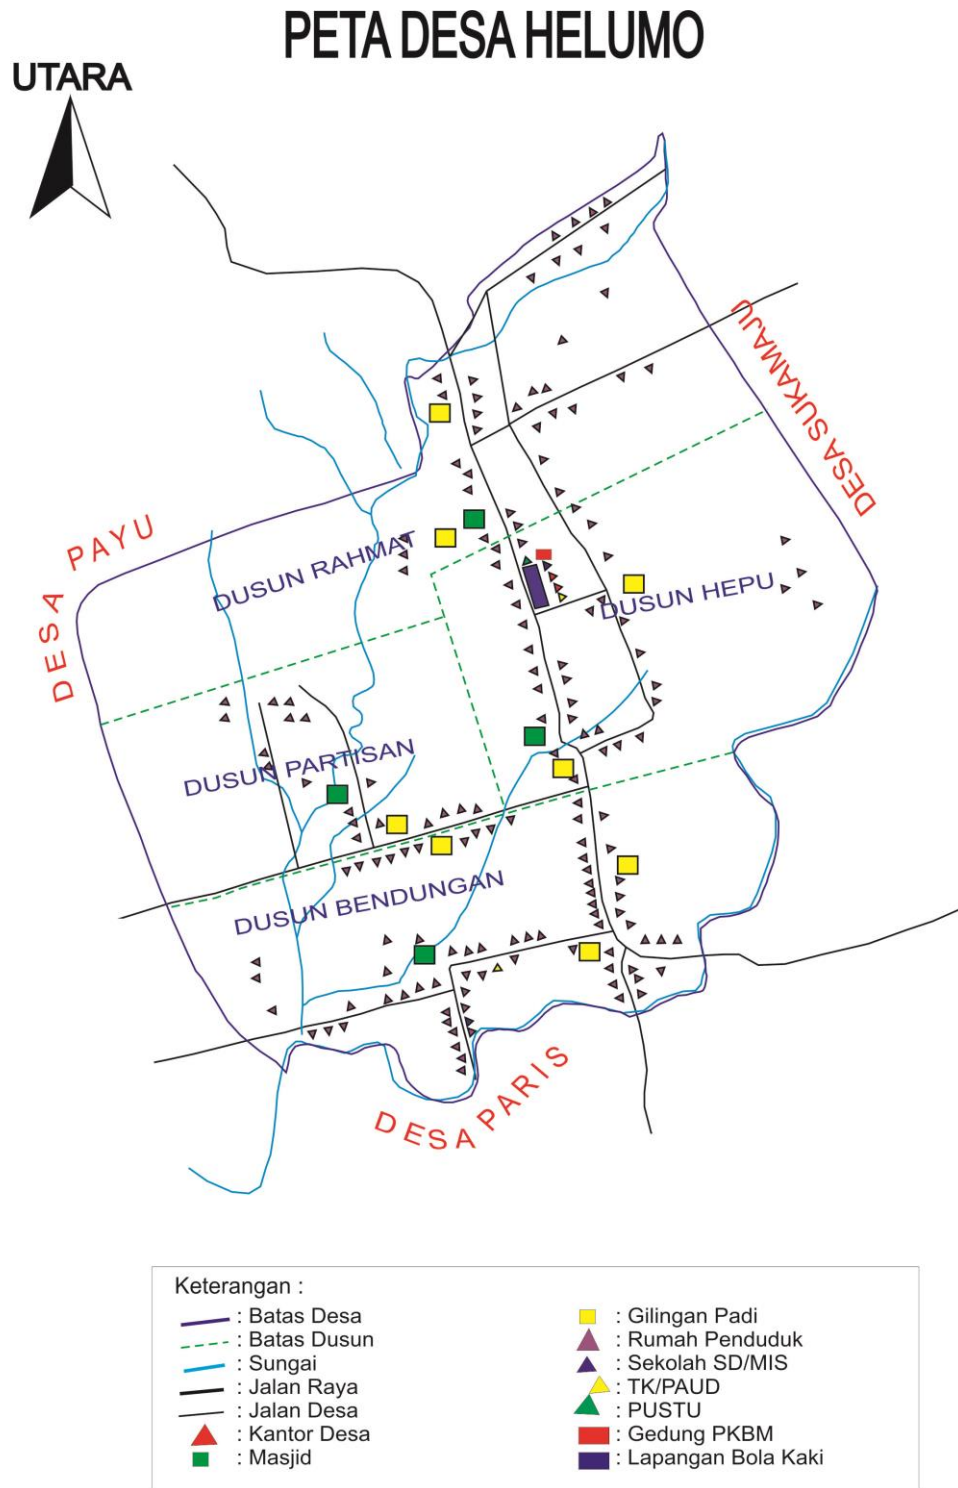 PETA DESA HELUMO
UTARA
DESA SUKAMAJU
DESA PAYU
DUSUN RAHMAT
DUSUN HEPU
DUSUN PARTISAN
DUSUN BENDUNGAN
DESA PARIS
Keterangan :
: Batas Desa
: Batas Dusun
: Sungai
: Jalan Raya
: Jalan Desa
: Kantor Desa
: Masjid
: Gilingan Padi
: Rumah Penduduk
: Sekolah SD/MIS
: TK/PAUD
: PUSTU
: Gedung PKBM
: Lapangan Bola Kaki